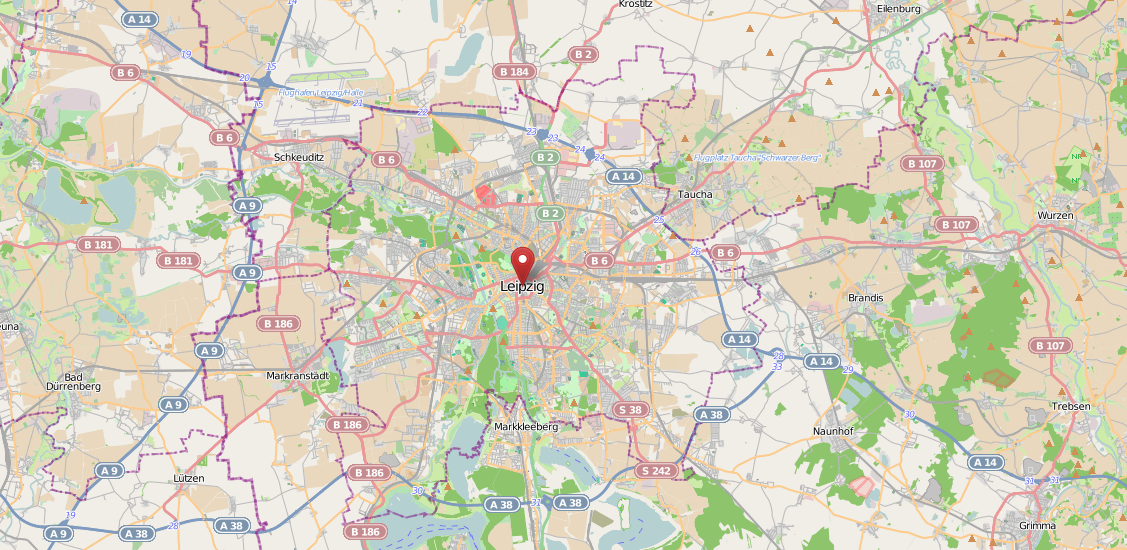 Krostitz
Eilenburg
14
A 14
19
B 2
B 6
15
20
B 184
Flughafen Leipzig/Halle
15
21
22
23
23
B 6
24
24
Schkeuditz
B 6
B 2
Flugplatz Taucha "Schwarzer Berg"
B 107
NR
NR
A 14
Taucha
A 9
B 2
25
Wurzen
B 107
B 181
B 181
26
B 6
B 6
A 9
Leipzig
Brandis
B 186
una
A 14
B 107
A 9
28
A 14
33
29
Bad
Dürrenberg
Markranstädt
A 9
S 38
A 38
30
Trebsen
B 186
Markkleeberg
Naunhof
A 9
B 186
S 242
A 14
Lützen
30
31
31
A 38
31
A 38
19
28
A 38
Grimma
A 9
A 38
B 186